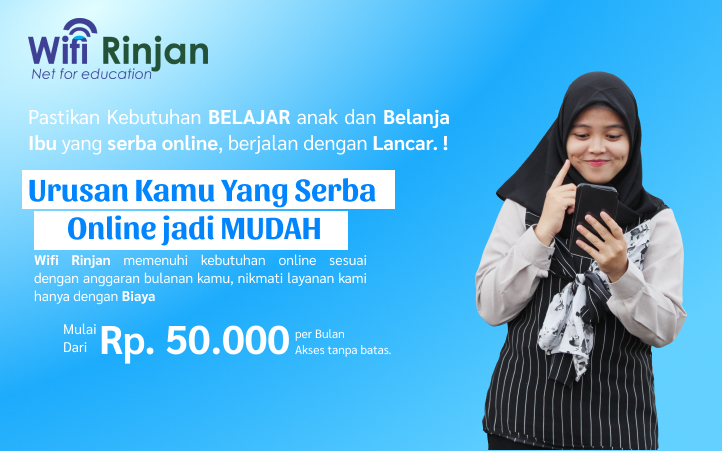 Wifi Rinjan
Net for education
Pastikan Kebutuhan BELAJAR anak dan Belanja
Ibu yang serba online, berjalan dengan Lancar. !
Urusan Kamu Yang Serba
Online jadi MUDAH
Wifi Rinjan memenuhi kebutuhan online sesuai
dengan anggaran bulanan kamu, nikmati layanan kami
hanya dengan Biaya
Mulai
Dari
Rp. 50.000
per Bulan
Akses tanpa batas.